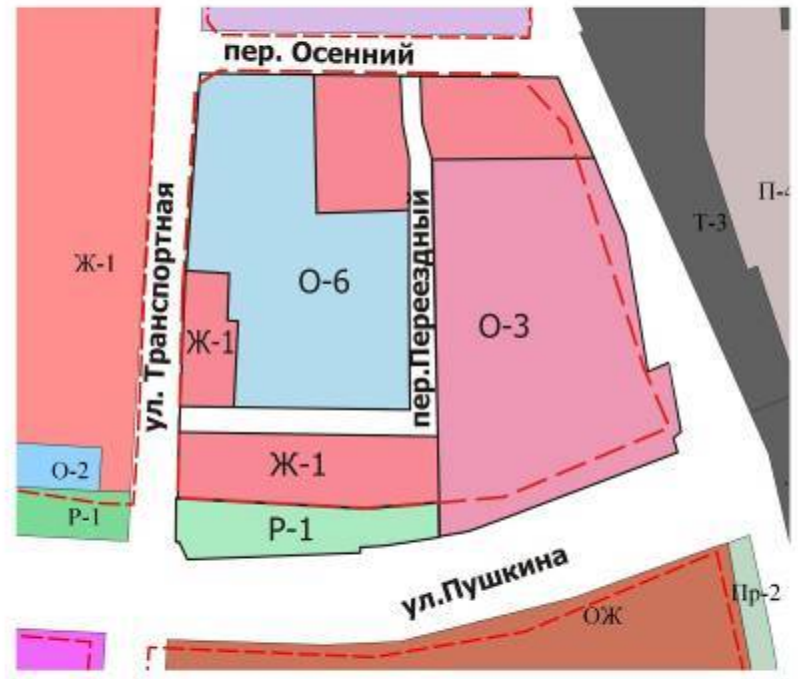 пер. Осенний
П-4
Т-3
Ж-1
ул. Транспортная
О-6
пер.Переездный
О-3
Ж-1
Ж-1
О-2
Р-1
Р-1
ул.Пушкина
Пр-2
ОЖ